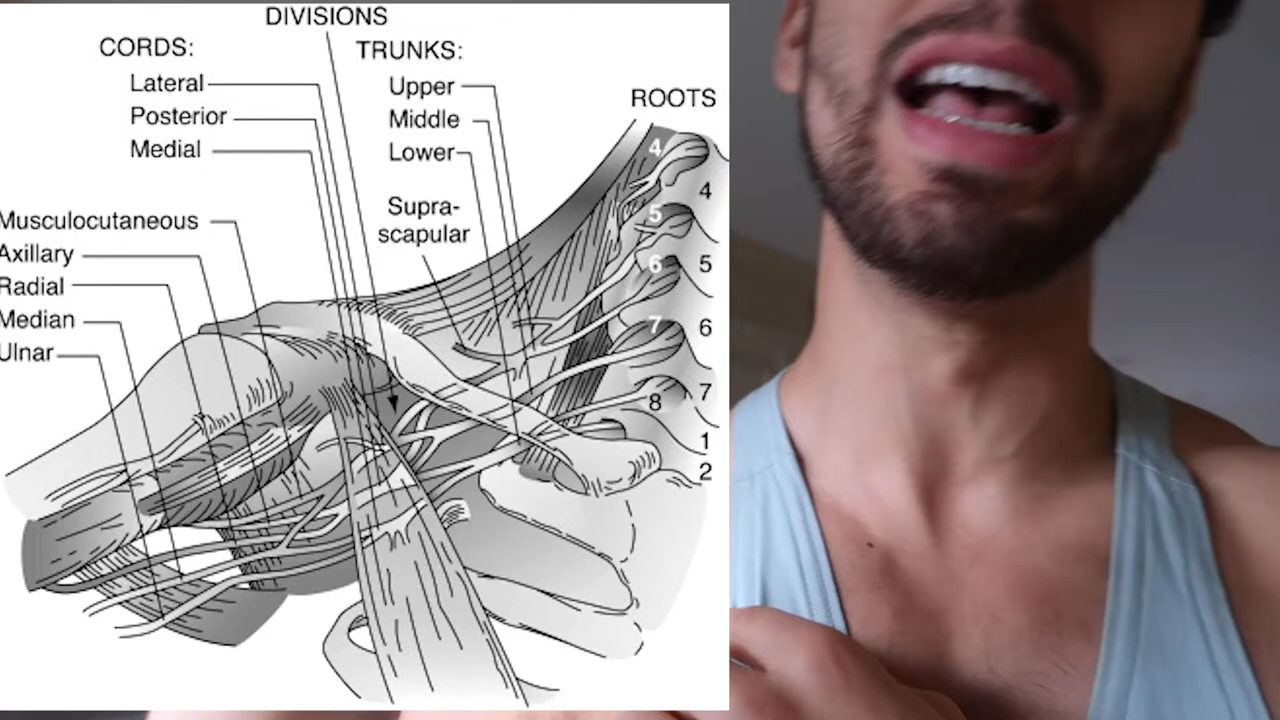 DIVISIONS
CORDS:
Lateral
Posterior
Medial
TRUNKS:
Upper
Middle
Lower
ROOTS
Supra-
scapular
Musculocutaneous
Axillary
Radial
Median
Ulnar
4
5
6
7
8
4
5
6
7
1
2